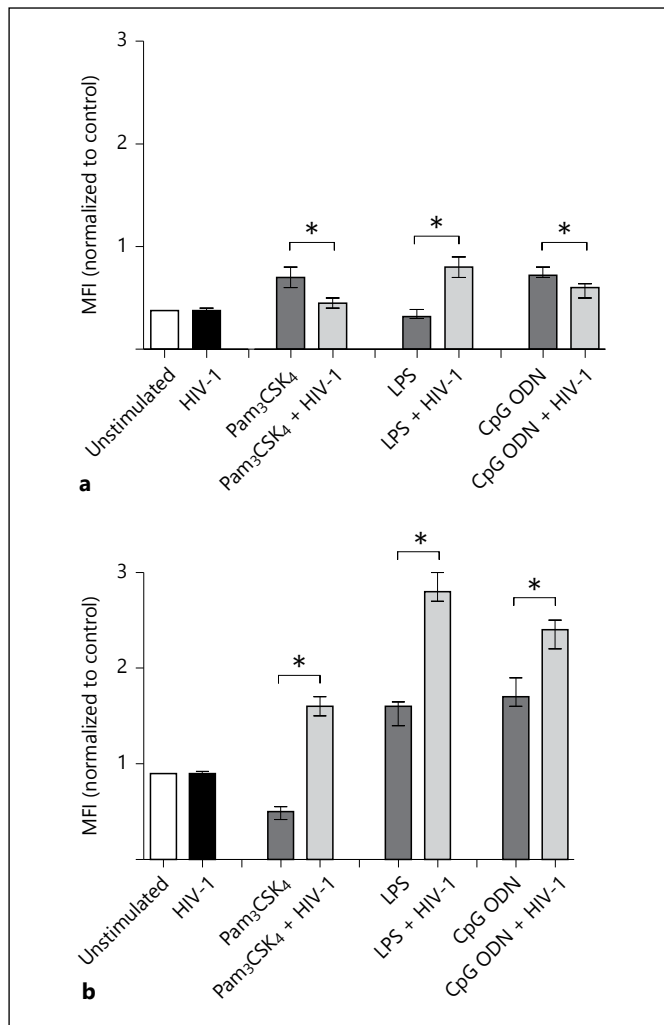 3
2
1
MFI (normalized to control)
*
*
*
Unstimulated
HIV-1
Pam₃CSK₄
Pam₃CSK₄ + HIV-1
LPS
LPS + HIV-1
CpG ODN
CpG ODN + HIV-1
a
3
2
1
MFI (normalized to control)
*
*
*
Unstimulated
HIV-1
Pam₃CSK₄
Pam₃CSK₄ + HIV-1
LPS
LPS + HIV-1
CpG ODN
CpG ODN + HIV-1
b